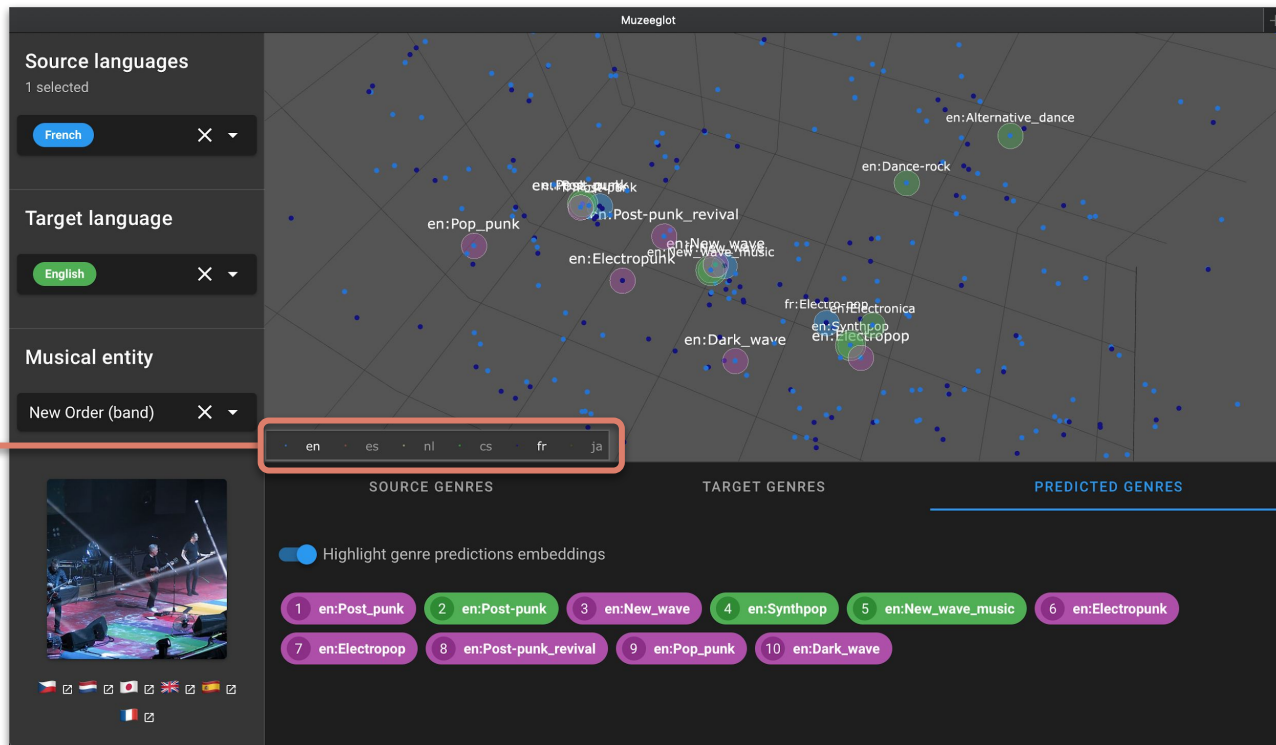 Muzeeglot
Source languages
1 selected
French
Target language
English
Musical entity
New Order (band)
en:Alternative_dance
en:Dance-rock
en:Post-punk_revival
en:Pop_punk
en:New_wave
en:New_wave_music
en:Electropunk
fr:Electro-pop
en:Electronica
en:Synthpop
en:Electropop
en:Dark_wave
en es nl cs fr ja
SOURCE GENRES TARGET GENRES PREDICTED GENRES
Highlight genre predictions embeddings
1 en:Post_punk 2 en:Post-punk 3 en:New_wave 4 en:Synthpop 5 en:New_wave_music 6 en:Electropunk
7 en:Electropop 8 en:Post-punk_revival 9 en:Pop_punk 10 en:Dark_wave